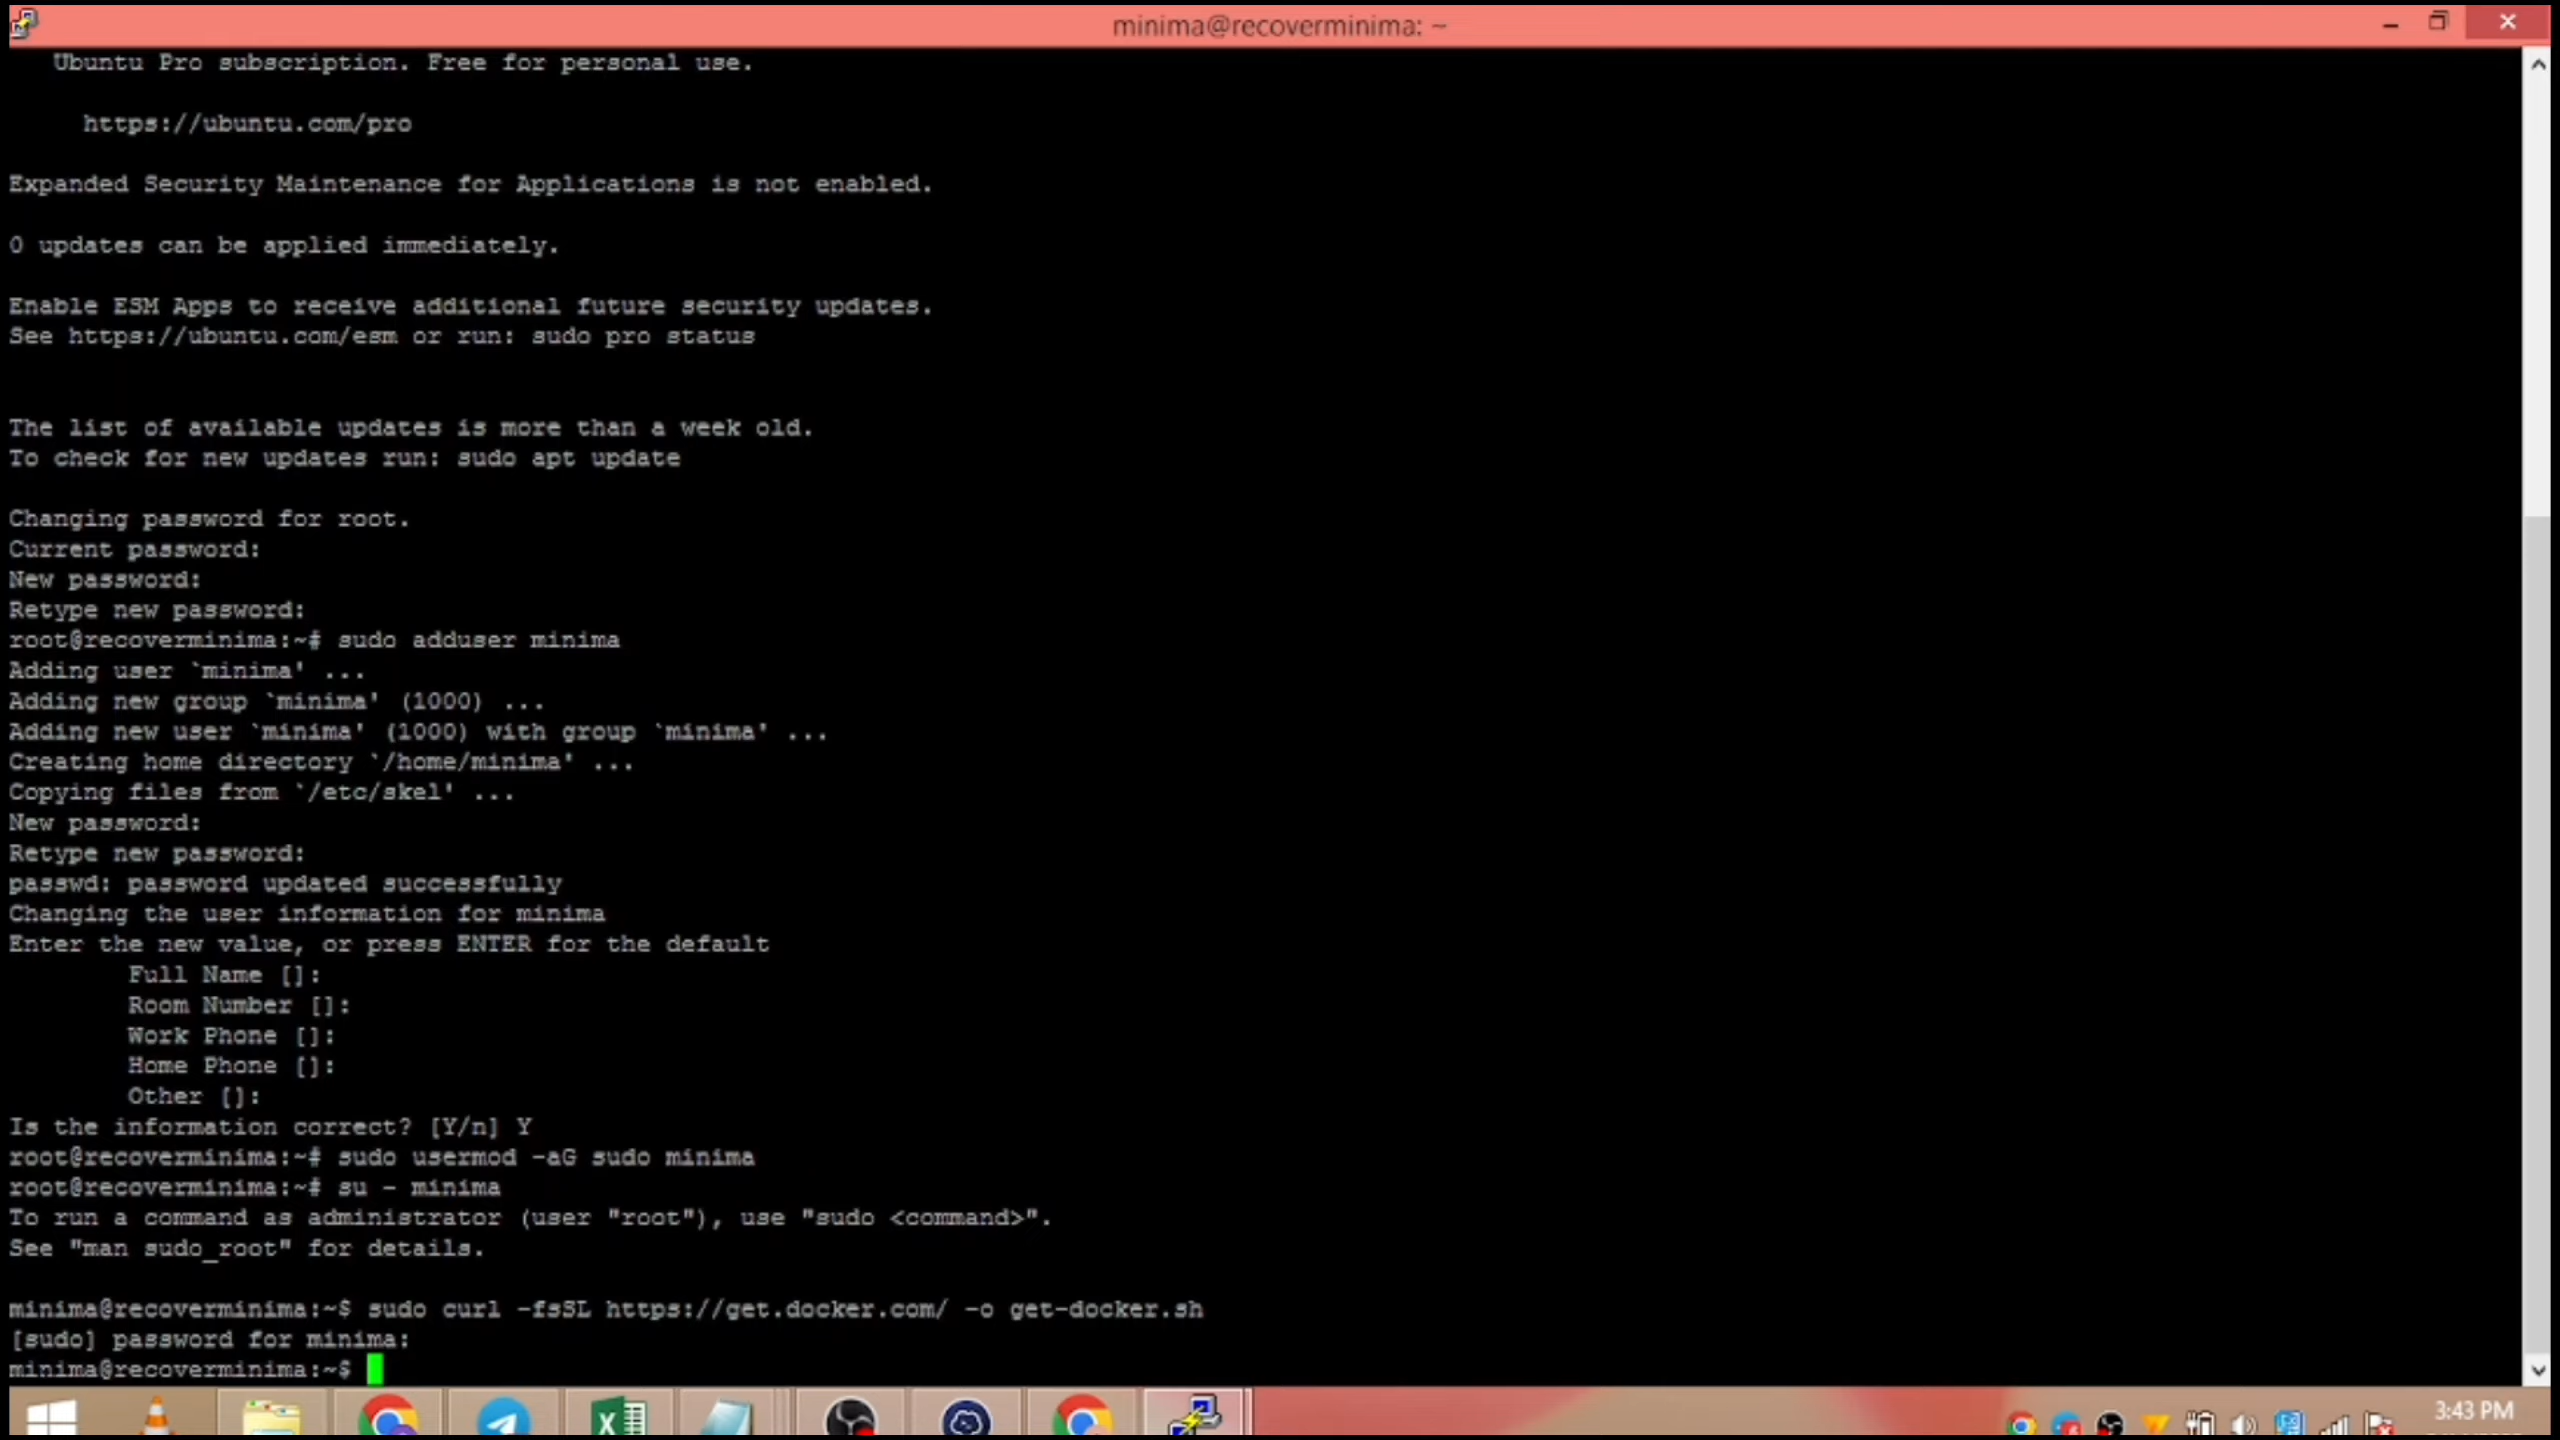 minima@recoverminima: ~
Ubuntu Pro subscription. Free for personal use.
https://ubuntu.com/pro
Expanded Security Maintenance for Applications is not enabled.
0 updates can be applied immediately.
Enable ESM Apps to receive additional future security updates.
See https://ubuntu.com/esm or run: sudo pro status
The list of available updates is more than a week old.
To check for new updates run: sudo apt update
Changing password for root.
Current password:
New password:
Retype new password:
root@recoverminima:~# sudo adduser minima
Adding user `minima' ...
Adding new group `minima' (1000) ...
Adding new user `minima' (1000) with group `minima' ...
Creating home directory `/home/minima' ...
Copying files from `/etc/skel' ...
New password:
Retype new password:
passwd: password updated successfully
Changing the user information for minima
Enter the new value, or press ENTER for the default
Full Name []:
Room Number []:
Work Phone []:
Home Phone []:
Other []:
Is the information correct? [Y/n] Y
root@recoverminima:~# sudo usermod -aG sudo minima
root@recoverminima:~# su - minima
To run a command as administrator (user "root"), use "sudo <command>".
See "man sudo_root" for details.
minima@recoverminima:~$ sudo curl -fsSL https://get.docker.com/ -o get-docker.sh
[sudo] password for minima:
minima@recoverminima:~$
3:43 PM